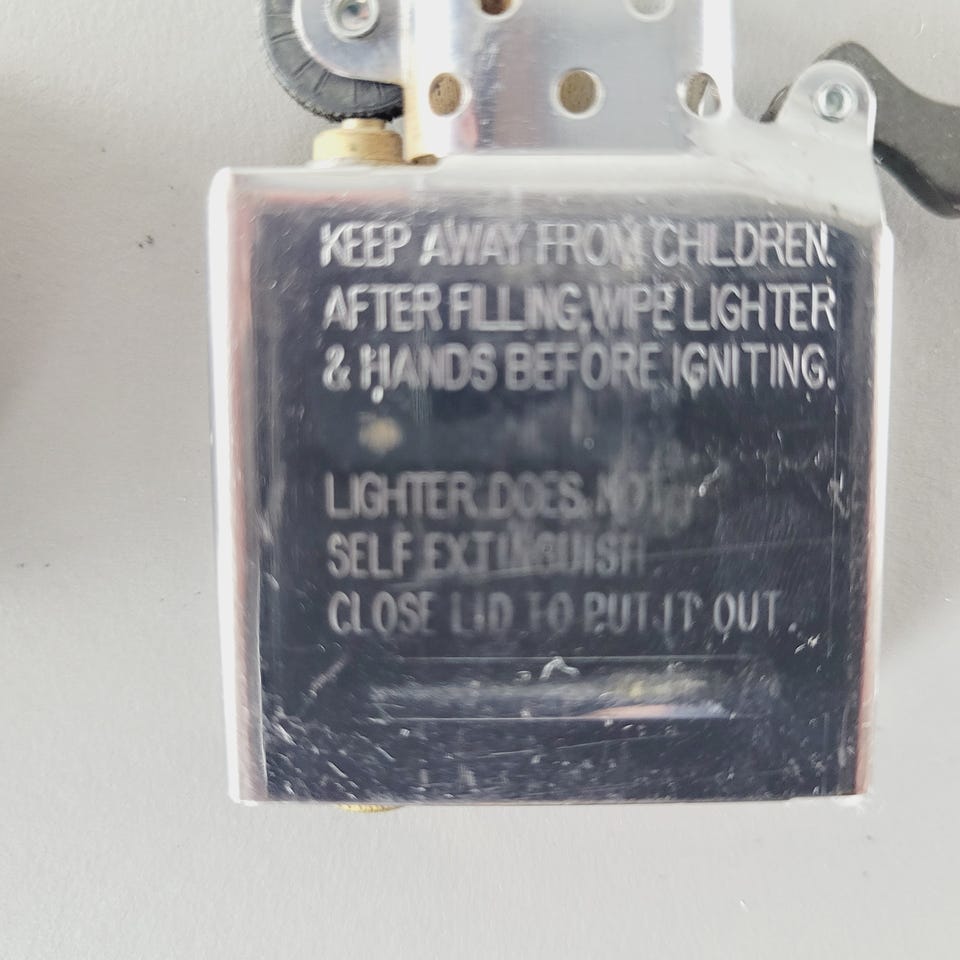 KEEP AWAY FROM CHILDREN.
AFTER FILLING, WIPE LIGHTER
& HANDS BEFORE IGNITING.
LIGHTER DOES NOT
SELF EXTINGUISH
CLOSE LID TO PUT IT OUT.